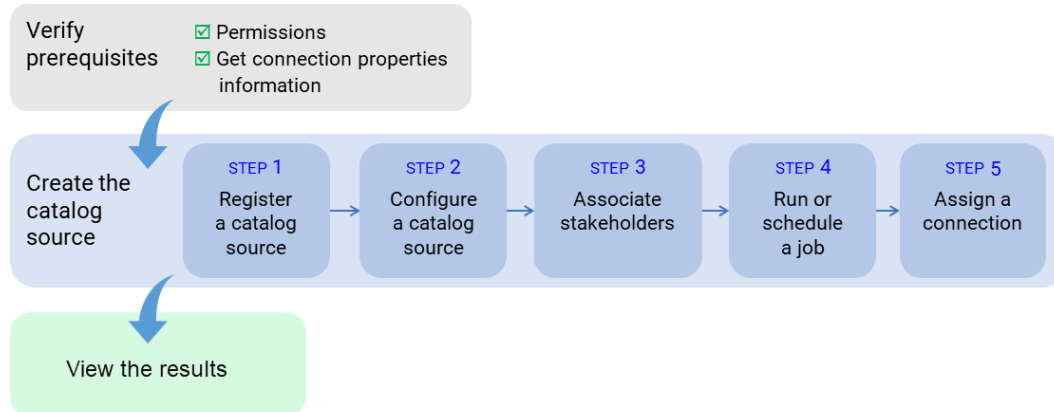 Verify
prerequisites
Permissions
Get connection properties
information
Create the
catalog
source
STEP 1
Register
a catalog
source
STEP 2
Configure
a catalog
source
STEP 3
Associate
stakeholders
STEP 4
Run or
schedule
a job
STEP 5
Assign a
connection
View the results